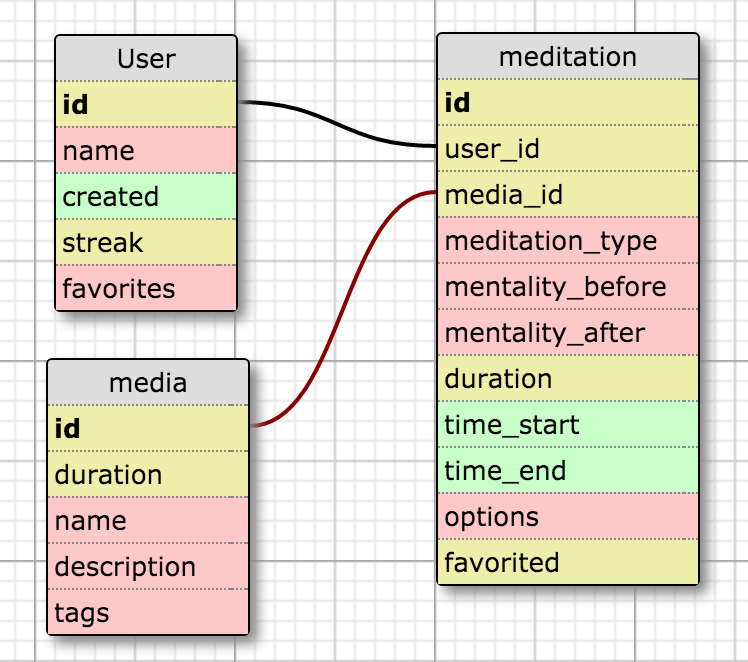 User
id
name
created
streak
favorites
media
id
duration
name
description
tags
meditation
id
user_id
media_id
meditation_type
mentality_before
mentality_after
duration
time_start
time_end
options
favorited